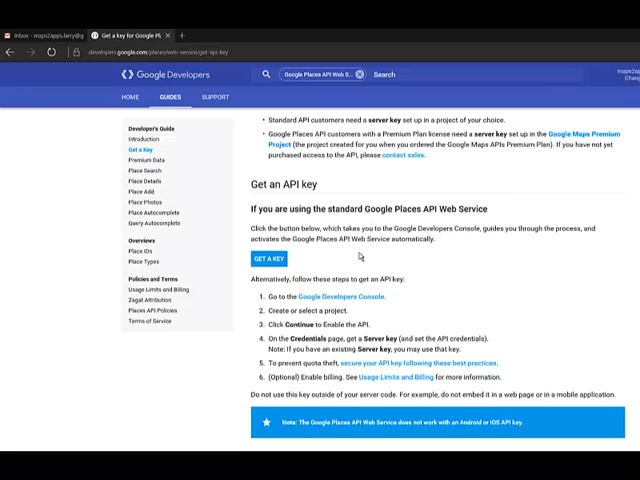 Inbox - maps2apps.larry@g
Get a key for Google Pl
developers.google.com/places/web-service/get-api-key
Google Developers
Google Places API Web S...
Search
maps2ap
Chang
HOME
GUIDES
SUPPORT
Developer's Guide
Introduction
Get a Key
Premium Data
Place Search
Place Details
Place Add
Place Photos
Place Autocomplete
Query Autocomplete
Overviews
Place IDs
Place Types
Policies and Terms
Usage Limits and Billing
Zagat Attribution
Places API Policies
Terms of Service
• Standard API customers need a server key set up in a project of your choice.
• Google Places API customers with a Premium Plan license need a server key set up in the Google Maps Premium
Project (the project created for you when you ordered the Google Maps APIs Premium Plan). If you have not yet
purchased access to the API, please contact sales.
Get an API key
If you are using the standard Google Places API Web Service
Click the button below, which takes you to the Google Developers Console, guides you through the process, and
activates the Google Places API Web Service automatically.
GET A KEY
Alternatively, follow these steps to get an API key:
1. Go to the Google Developers Console.
2. Create or select a project.
3. Click Continue to Enable the API.
4. On the Credentials page, get a Server key (and set the API credentials).
Note: If you have an existing Server key, you may use that key.
5. To prevent quota theft, secure your API key following these best practices.
6. (Optional) Enable billing. See Usage Limits and Billing for more information.
Do not use this key outside of your server code. For example, do not embed it in a web page or in a mobile application.
Note: The Google Places API Web Service does not work with an Android or iOS API key.